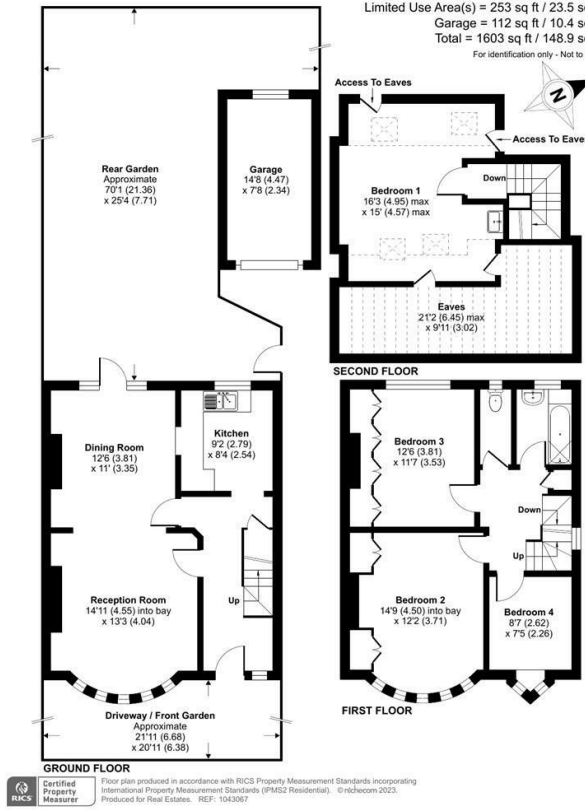 Limited Use Area(s) = 253 sq ft / 23.5 s
Garage = 112 sq ft / 10.4 s
Total = 1603 sq ft / 148.9 s
For identification only - Not to
N
Access To Eaves
Access To Eave
Rear Garden
Approximate
70'1 (21.36)
x 25'4 (7.71)
Garage
14'8 (4.47)
x 7'8 (2.34)
Bedroom 1
16'3 (4.95) max
x 15' (4.57) max
Down
Eaves
21'2 (6.45) max
x 9'11 (3.02)
SECOND FLOOR
Dining Room
12'6 (3.81)
x 11' (3.35)
Kitchen
9'2 (2.79)
x 8'4 (2.54)
Bedroom 3
12'6 (3.81)
x 11'7 (3.53)
Down
Up
Reception Room
14'11 (4.55) into bay
x 13'3 (4.04)
Up
Bedroom 2
14'9 (4.50) into bay
x 12'2 (3.71)
Bedroom 4
8'7 (2.62)
x 7'5 (2.26)
FIRST FLOOR
Driveway / Front Garden
Approximate
21'11 (6.68)
x 20'11 (6.38)
GROUND FLOOR
RICS
Certified
Property
Measurer
Floor plan produced in accordance with RICS Property Measurement Standards incorporating
International Property Measurement Standards (IPMS2 Residential). © nichecom 2023.
Produced for Real Estates. REF: 1043067